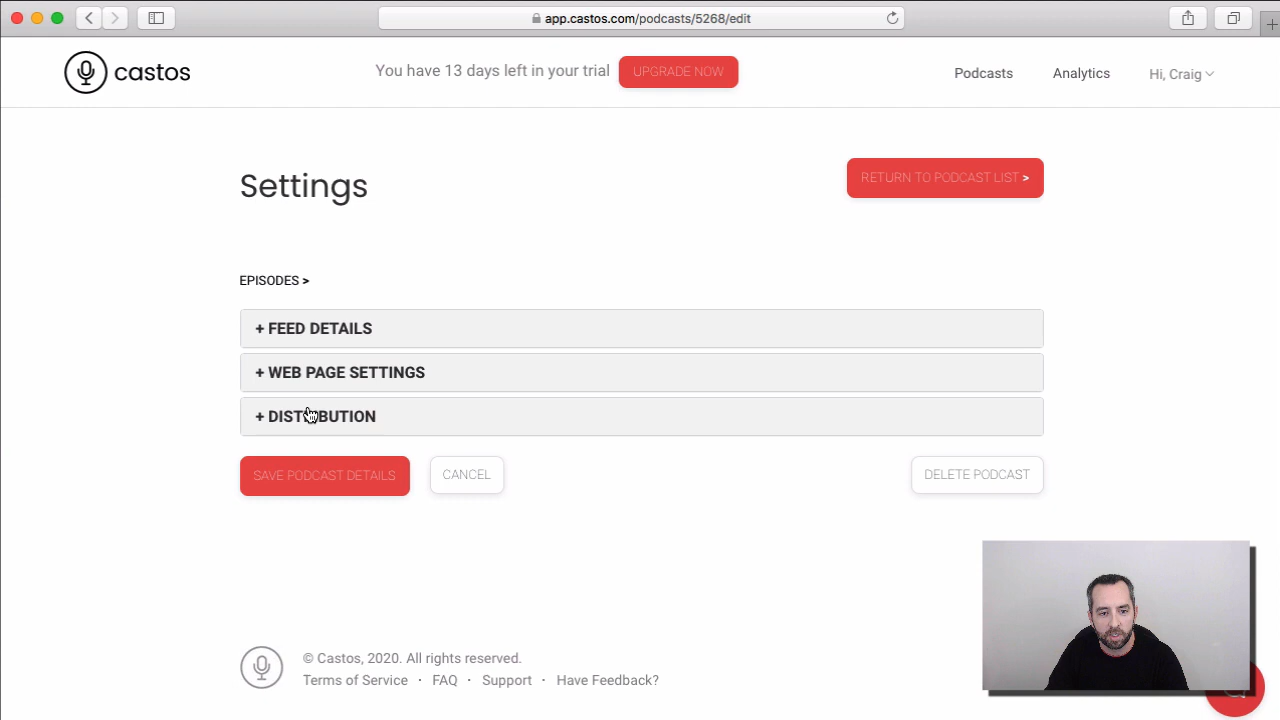 app.castos.com/podcasts/5268/edit
castos
You have 13 days left in your trial
UPGRADE NOW
Podcasts
Analytics
Hi, Craig
Settings
RETURN TO PODCAST LIST >
EPISODES >
+ FEED DETAILS
+ WEB PAGE SETTINGS
+ DISTRIBUTION
SAVE PODCAST DETAILS
CANCEL
DELETE PODCAST
© Castos, 2020. All rights reserved.
Terms of Service · FAQ · Support · Have Feedback?